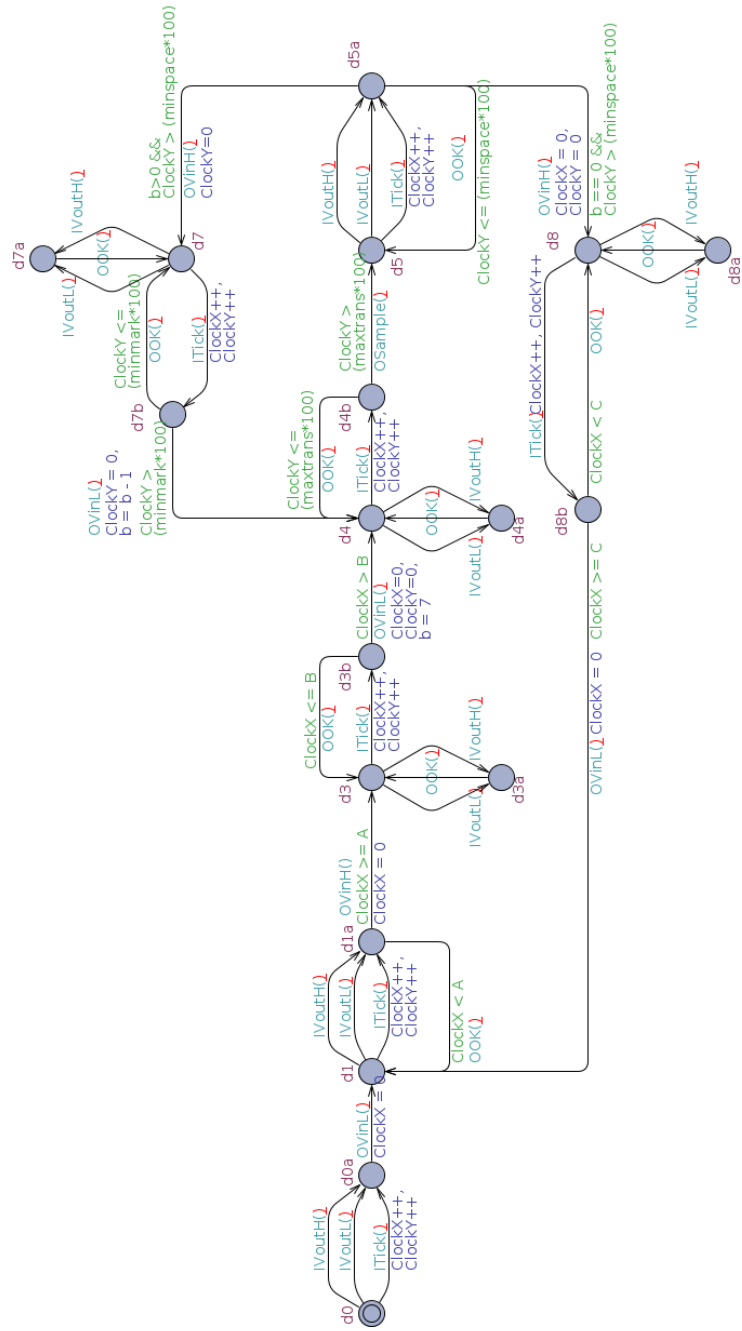 d7a
IVoutL()
OOK()
IVoutH()
OVinL()
ClockY = 0,
b = b - 1
ClockY >
(minmark*100)
d7b
ClockY <=
(minmark*100)
OOK()
ITick()
ClockX++,
ClockY++
d7
b>0 &&
ClockY > (minspace*100)
OVinH()
ClockY=0
d0
IVoutH()
IVoutL()
ITick()
ClockX++,
ClockY++
d0a
OVinL()
ClockX = 0
d1
IVoutH()
IVoutL()
ITick()
ClockX++,
ClockY++
d1a
ClockX < A
OOK()
OVinH()
ClockX >= A
ClockX = 0
d3
ClockX <= B
OOK()
ITick()
ClockX++,
ClockY++
d3b
IVoutL()
OOK()
IVoutH()
d3a
ClockX > B
OVinL()
ClockX=0,
ClockY=0,
b = 7
d4
ClockY <=
(maxtrans*100)
OOK()
ITick()
ClockX++,
ClockY++
d4b
IVoutL()
OOK()
IVoutH()
d4a
ClockY >
(maxtrans*100)
OSample()
d5
IVoutH()
IVoutL()
ITick()
ClockX++,
ClockY++
d5a
OOK()
ClockY <= (minspace*100)
OVinH()
ClockX = 0,
ClockY = 0
b == 0 &&
ClockY > (minspace*100)
d8
ITick()
ClockX++, ClockY++
d8b
ClockX < C
OOK()
ClockX >= C
OVinL()
ClockX = 0
IVoutL()
OOK()
IVoutH()
d8a